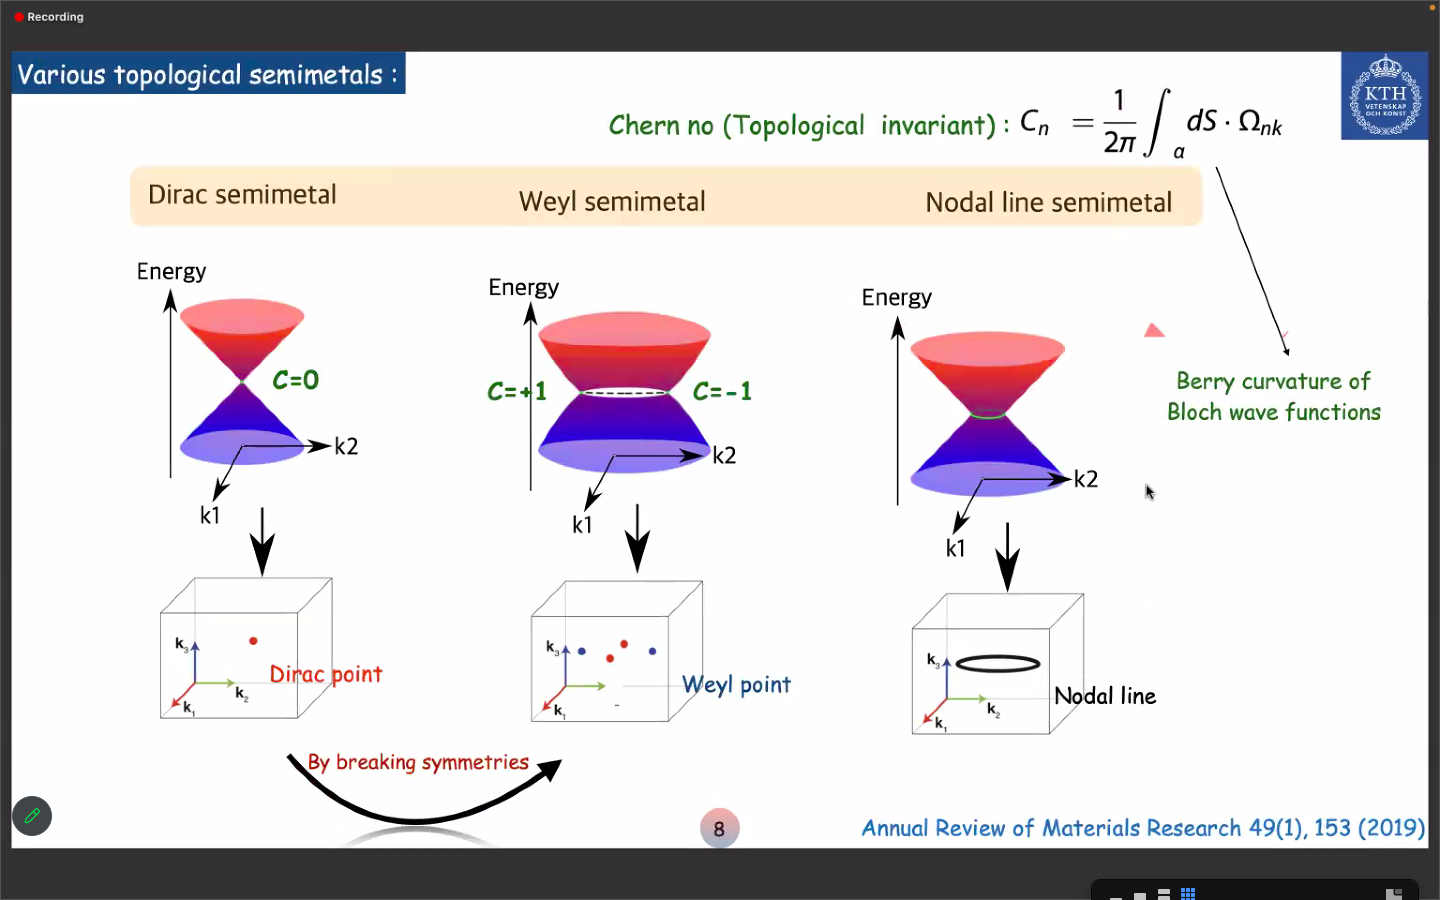 Recording
Various topological semimetals :
KTH
VETENSKAP
OCH KONST
Chern no (Topological invariant) : Cn = 1/2π ∫a dS · Ωnk
Dirac semimetal
Weyl semimetal
Nodal line semimetal
Energy
C=0
k2
k1
Energy
C=+1
C=-1
k2
k1
Energy
k2
k1
Berry curvature of
Bloch wave functions
k3
k2
k1
Dirac point
k3
k1
Weyl point
k3
k2
k1
Nodal line
By breaking symmetries
8
Annual Review of Materials Research 49(1), 153 (2019)